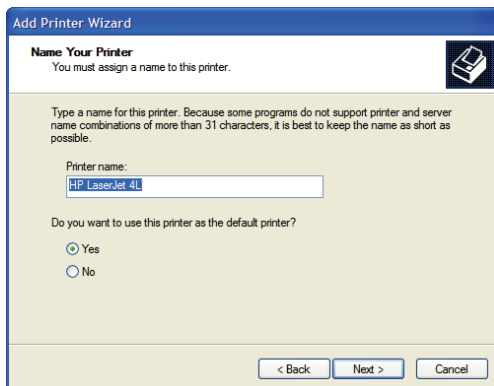 Add Printer Wizard
Name Your Printer
You must assign a name to this printer.
Type a name for this printer. Because some programs do not support printer and server
name combinations of more than 31 characters, it is best to keep the name as short as
possible.
Printer name:
HP LaserJet 4L
Do you want to use this printer as the default printer?
Yes
No
< Back Next > Cancel